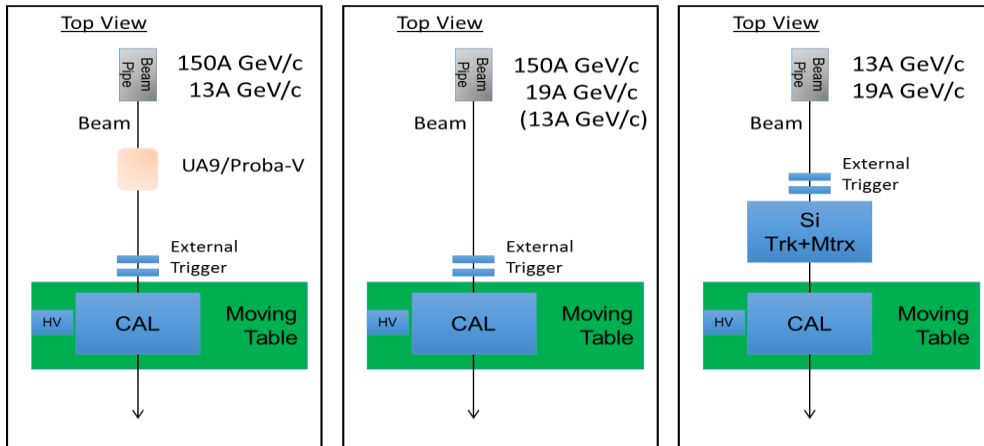 Top View
Beam
Pipe
150A GeV/c
13A GeV/c
Beam
UA9/Proba-V
External
Trigger
HV
CAL
Moving
Table
Top View
Beam
Pipe
150A GeV/c
19A GeV/c
(13A GeV/c)
Beam
HV
CAL
Moving
Table
Top View
Beam
Pipe
13A GeV/c
19A GeV/c
Beam
External
Trigger
Si
Trk+Mtrx
HV
CAL
Moving
Table